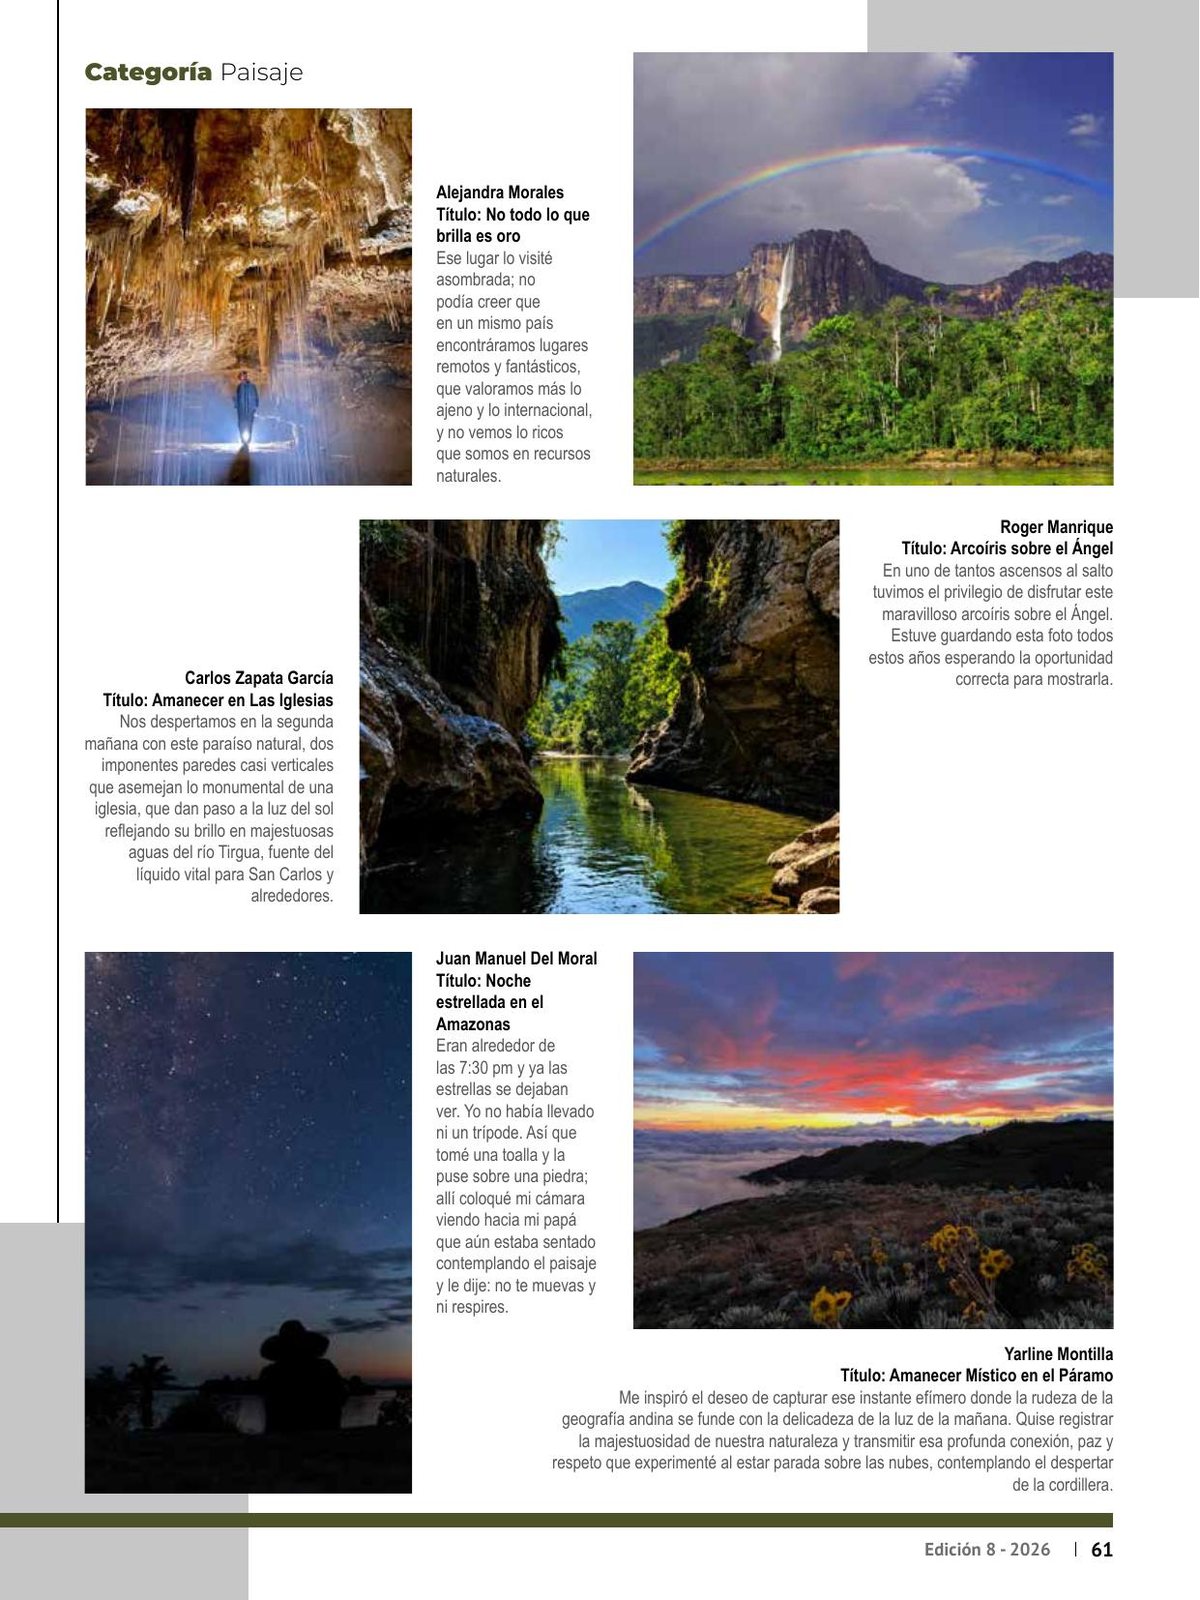 Categoría Paisaje
Alejandra Morales
Título: No todo lo que
brilla es oro
Ese lugar lo visité
asombrada; no
podía creer que
en un mismo país
encontráramos lugares
remotos y fantásticos,
que valoramos más lo
ajeno y lo internacional,
y no vemos lo ricos
que somos en recursos
naturales.
Roger Manrique
Título: Arcoíris sobre el Ángel
En uno de tantos ascensos al salto
tuvimos el privilegio de disfrutar este
maravilloso arcoíris sobre el Ángel.
Estuve guardando esta foto todos
estos años esperando la oportunidad
correcta para mostrarla.
Carlos Zapata García
Título: Amanecer en Las Iglesias
Nos despertamos en la segunda
mañana con este paraíso natural, dos
imponentes paredes casi verticales
que asemejan lo monumental de una
iglesia, que dan paso a la luz del sol
reflejando su brillo en majestuosas
aguas del río Tirgua, fuente del
líquido vital para San Carlos y
alrededores.
Juan Manuel Del Moral
Título: Noche
estrellada en el
Amazonas
Eran alrededor de
las 7:30 pm y ya las
estrellas se dejaban
ver. Yo no había llevado
ni un trípode. Así que
tomé una toalla y la
puse sobre una piedra;
allí coloqué mi cámara
viendo hacia mi papá
que aún estaba sentado
contemplando el paisaje
y le dije: no te muevas y
ni respires.
Yarline Montilla
Título: Amanecer Místico en el Páramo
Me inspiró el deseo de capturar ese instante efímero donde la rudeza de la
geografía andina se funde con la delicadeza de la luz de la mañana. Quise registrar
la majestuosidad de nuestra naturaleza y transmitir esa profunda conexión, paz y
respeto que experimenté al estar parada sobre las nubes, contemplando el despertar
de la cordillera.
Edición 8 - 2026 | 61